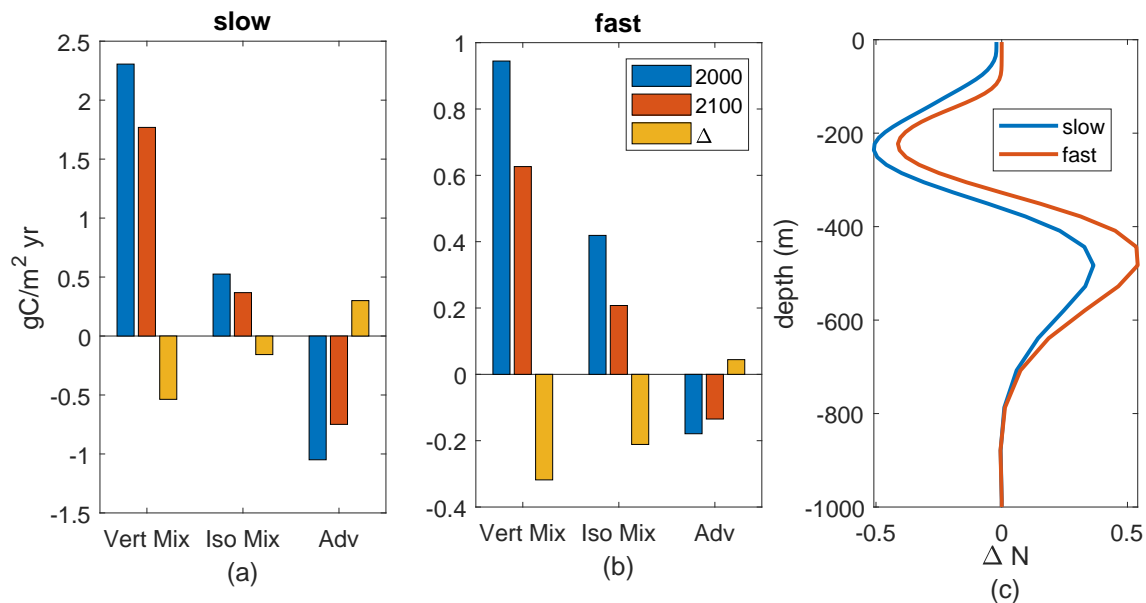 slow
gC/m² yr
2.5
2
1.5
1
0.5
0
-0.5
-1
-1.5
Vert Mix Iso Mix Adv
(a)
fast
1
0.8
0.6
0.4
0.2
0
-0.2
-0.4
2000
2100
Δ
Vert Mix Iso Mix Adv
(b)
depth (m)
0
-200
-400
-600
-800
-1000
slow
fast
-0.5 0 0.5
Δ N
(c)